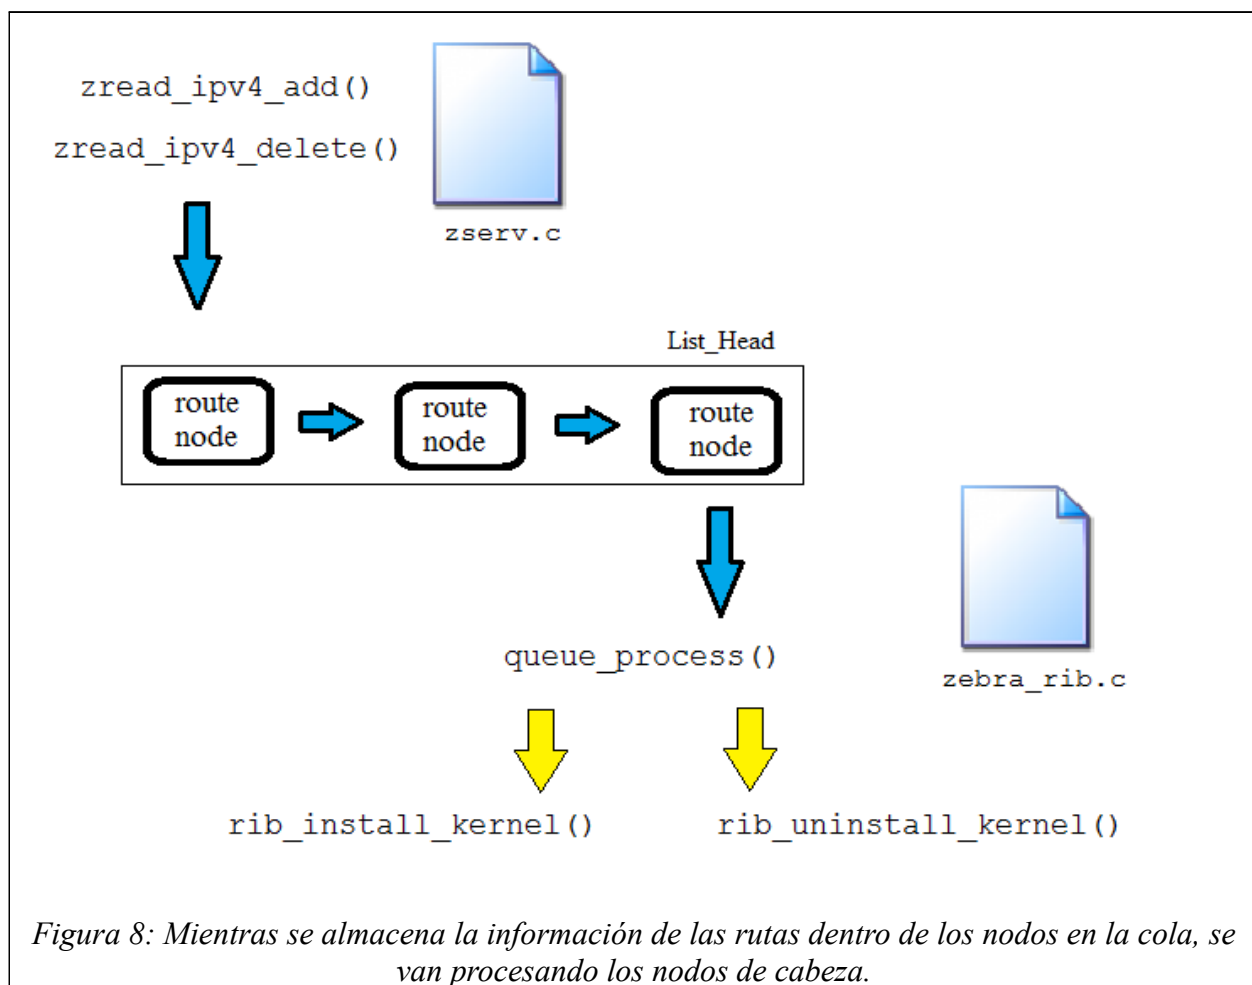 zread_ipv4_add()
zread_ipv4_delete()
zserv.c
List_Head
route
node
route
node
route
node
queue_process()
zebra_rib.c
rib_install_kernel()
rib_uninstall_kernel()
Figura 8: Mientras se almacena la información de las rutas dentro de los nodos en la cola, se
van procesando los nodos de cabeza.